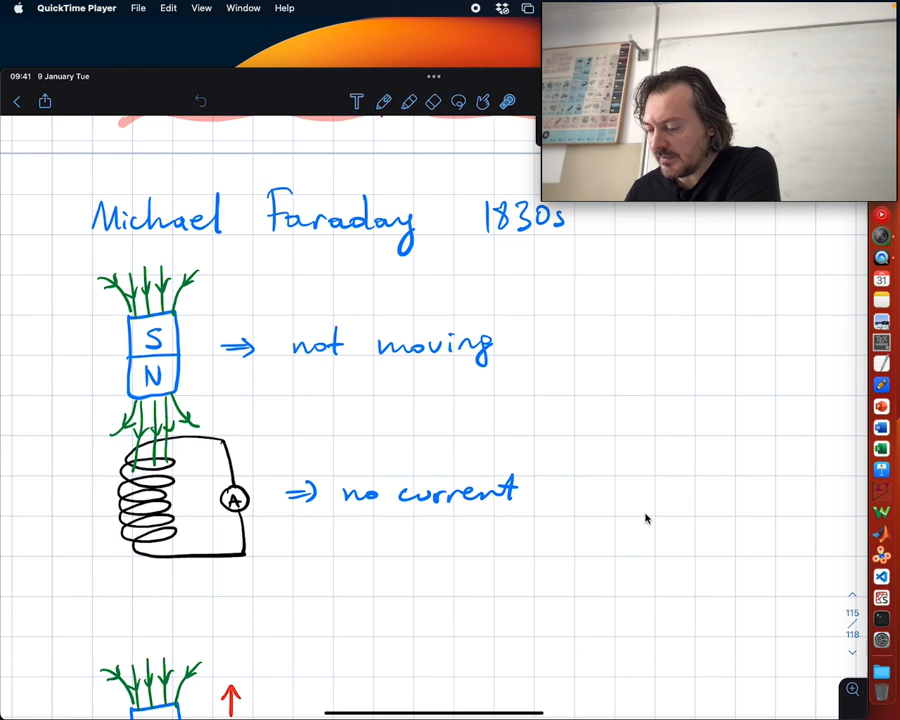 QuickTime Player File Edit View Window Help
09:41 9 January Tue
T
Michael Faraday 1830s
S
N
⇒ not moving
A
⇒ no current
31
115
118